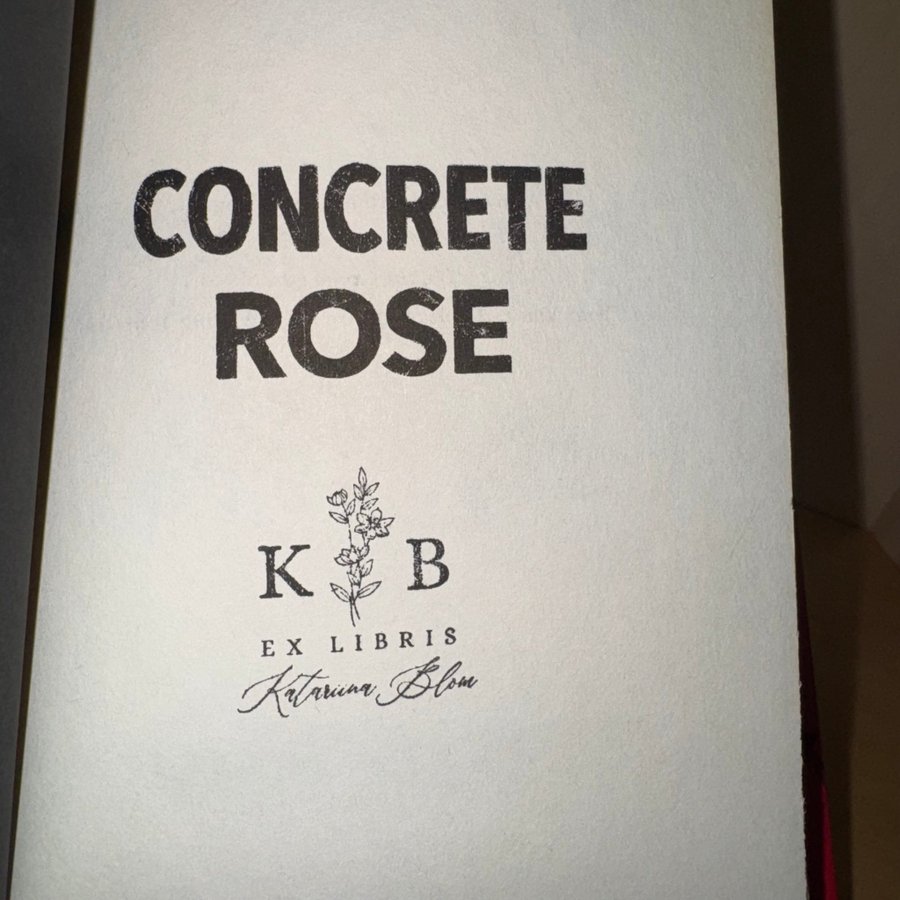 CONCRETE
ROSE
K B
EX LIBRIS
Katariina Blom